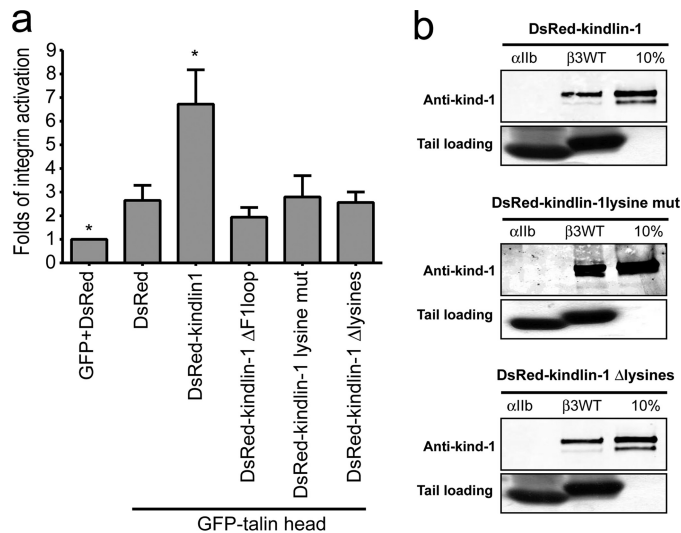 a
Folds of integrin activation
9
8
7
6
5
4
3
2
1
0
*
*
GFP+DsRed
DsRed
DsRed-kindlin1
DsRed-kindlin-1 ΔF1loop
DsRed-kindlin-1 lysine mut
DsRed-kindlin-1 Δlysines
GFP-talin head
b
DsRed-kindlin-1
αIIb β3WT 10%
Anti-kind-1
Tail loading
DsRed-kindlin-1lysine mut
αIIb β3WT 10%
Anti-kind-1
Tail loading
DsRed-kindlin-1 Δlysines
αIIb β3WT 10%
Anti-kind-1
Tail loading